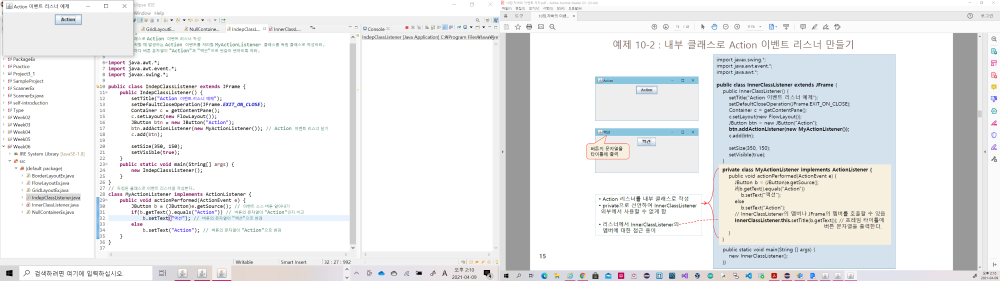 Action 이벤트 리스너 예제
Action
clipse IDE
Window Help
GridLayoutE...
NullContaine...
IndepClassL...
InnerClassL...
PackageEx
Practice
Project3_1
SampleProject
ScannerEx
ScannerEx.java
self-introduction
Type
Week02
Week03
Week04
Week05
Week06
JRE System Library [JavaSE-1.8]
src
(default package)
BorderLayoutEx.java
FlowLayoutEx.java
GridLayoutEx.java
IndepClassListener.java
InnerClassListener.java
NullContainerEx.java
래스로 Action 이벤트 리스너 작성
릭할 때 발생하는 Action 이벤트를 처리할 MyActionListener 클래스를 독립 클래스로 작성하라.
마다 버튼 문자열이 "Action"과 "액션"으로 번갈아 변하도록 하라.
5
6 import java.awt.*;
7 import java.awt.event.*;
8 import javax.swing.*;
9
10 public class IndepClassListener extends JFrame {
11 public IndepClassListener() {
12 setTitle("Action 이벤트 리스너 예제");
13 setDefaultCloseOperation(JFrame.EXIT_ON_CLOSE);
14 Container c = getContentPane();
15 c.setLayout(new FlowLayout());
16 JButton btn = new JButton("Action");
17 btn.addActionListener(new MyActionListener()); // Action 이벤트 리스너 달기
18 c.add(btn);
19
20 setSize(350, 150);
21 setVisible(true);
22 }
23 public static void main(String[] args) {
24 new IndepClassListener();
25 }
26 }
27 // 독립된 클래스로 이벤트 리스너를 작성한다.
28 class MyActionListener implements ActionListener {
29 public void actionPerformed(ActionEvent e) {
30 JButton b = (JButton)e.getSource(); // 이벤트 소스 버튼 알아내기
31 if(b.getText().equals("Action")) // 버튼의 문자열이 "Action"인지 비교
32 b.setText("액션"); // 버튼의 문자열이 "액션"으로 변경
33 else
34 b.setText("Action"); // 버튼의 문자열이 "Action"으로 변경
35 }
36 }
37
Console
IndepClassListener [Java Application] C:₩Program Files₩Java₩jre1
Writable
Smart Insert
32 : 27 : 992
검색하려면 여기에 입력하십시오.
A
오후 2:10
2021-04-09
4
10장 자바의 이벤트 처리.pdf - Adobe Acrobat Reader DC (32-bit)
파일(F) 편집(E) 보기(V) 서명(S) 창(W) 도움말(H)
홈
도구
10장.자바의 이벤...
로그인
15 / 43
111%
예제 10-2 : 내부 클래스로 Action 이벤트 리스너 만들기
Action
Action
액션
액션
버튼의 문자열을
타이틀에 출력
• Action 리스너를 내부 클래스로 작성
• private으로 선언하여 InnerClassListener
외부에서 사용할 수 없게 함
• 리스너에서 InnerClassListener의
멤버에 대한 접근 용이
import javax.swing.*;
import java.awt.event.*;
import java.awt.*;
public class InnerClassListener extends JFrame {
public InnerClassListener() {
setTitle("Action 이벤트 리스너 예제");
setDefaultCloseOperation(JFrame.EXIT_ON_CLOSE);
Container c = getContentPane();
c.setLayout(new FlowLayout());
JButton btn = new JButton("Action");
btn.addActionListener(new MyActionListener());
c.add(btn);
setSize(350, 150);
setVisible(true);
}
private class MyActionListener implements ActionListener {
public void actionPerformed(ActionEvent e) {
JButton b = (JButton)e.getSource();
if(b.getText().equals("Action"))
b.setText("액션");
else
b.setText("Action");
// InnerClassListener의 멤버나 JFrame의 멤버를 호출할 수 있음
InnerClassListener.this.setTitle(b.getText()); // 프레임 타이틀에
버튼 문자열을 출력한다.
}
}
public static void main(String [] args) {
new InnerClassListener();
}}
15
오후 2:10
2021-04-09